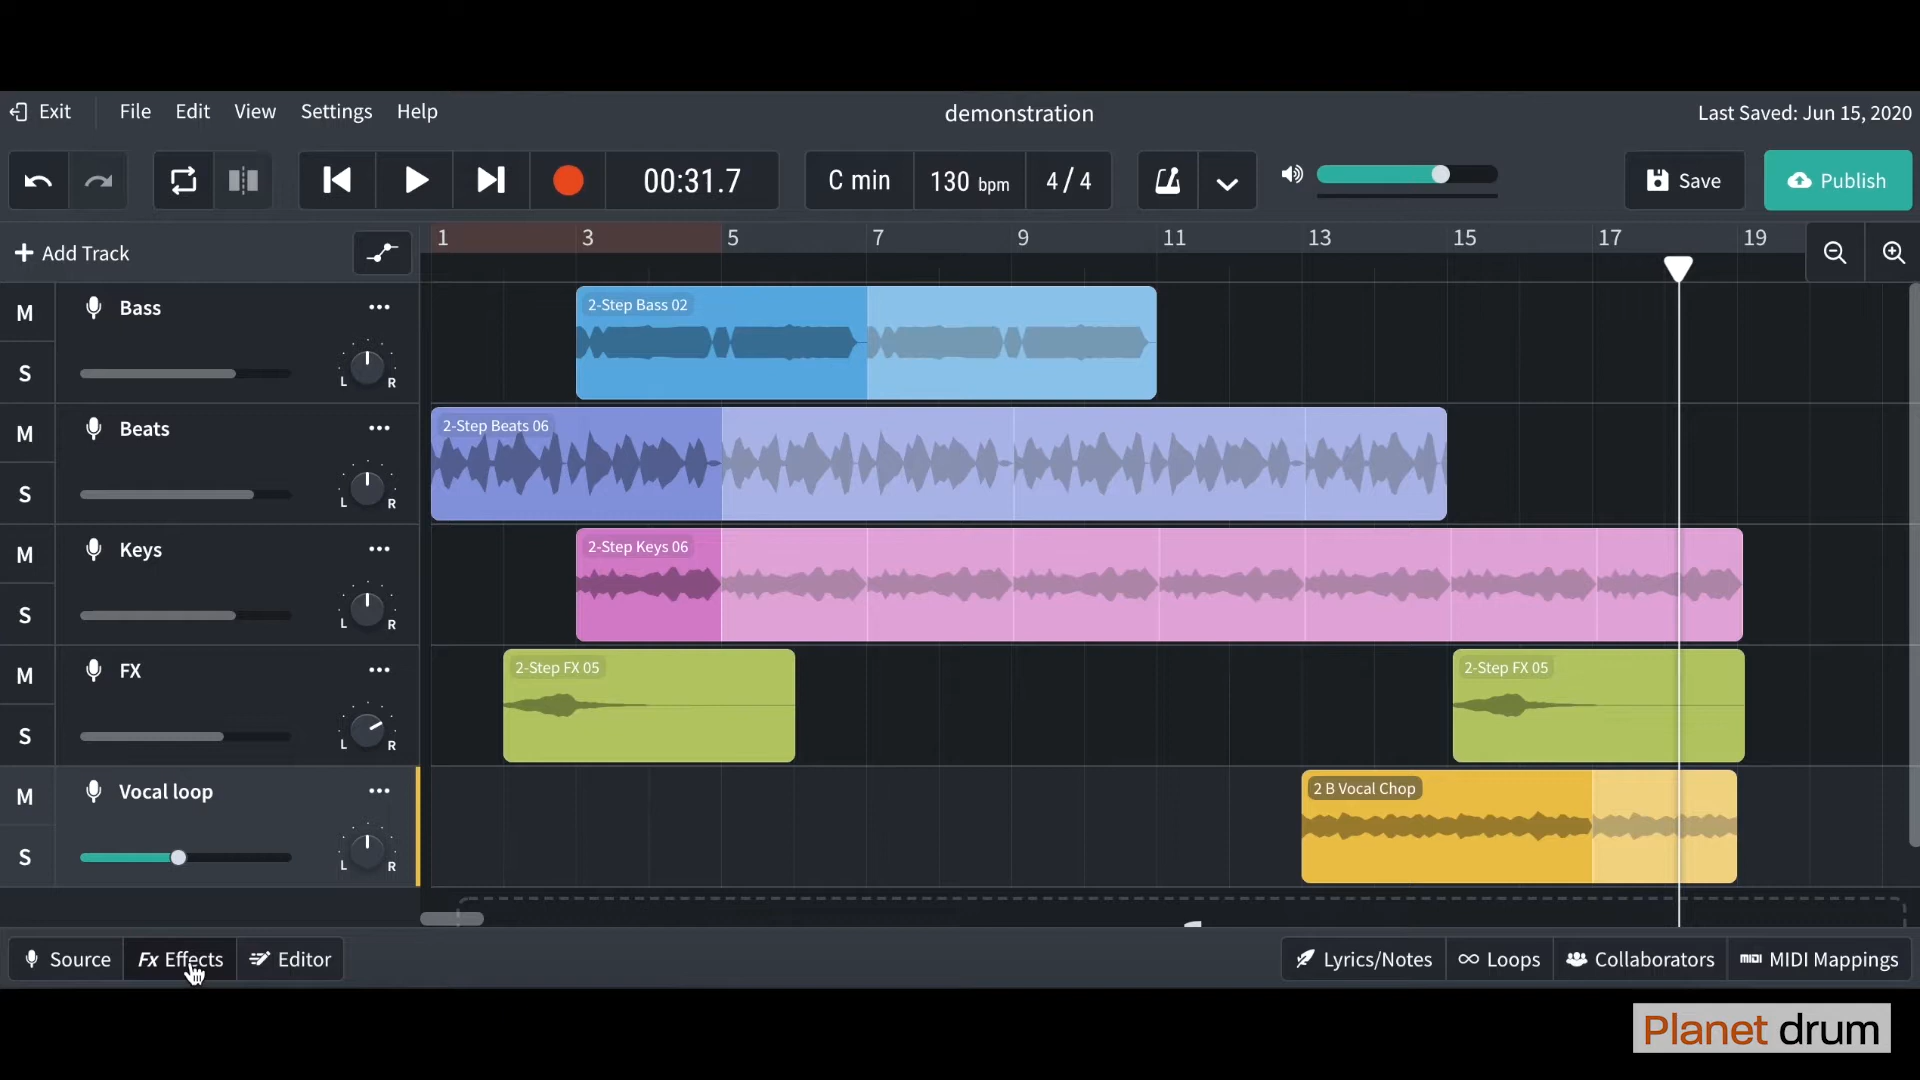 Exit File Edit View Settings Help demonstration Last Saved: Jun 15, 2020
00:31.7 C min 130 bpm 4/4 Save Publish
+ Add Track 1 3 5 7 9 11 13 15 17 19
M Bass 2-Step Bass 02
S L R
M Beats 2-Step Beats 06
S L R
M Keys 2-Step Keys 06
S L R
M FX 2-Step FX 05 2-Step FX 05
S L R
M Vocal loop 2 B Vocal Chop
S L R
Source Fx Effects Editor Lyrics/Notes Loops Collaborators MIDI MIDI Mappings
Planet drum